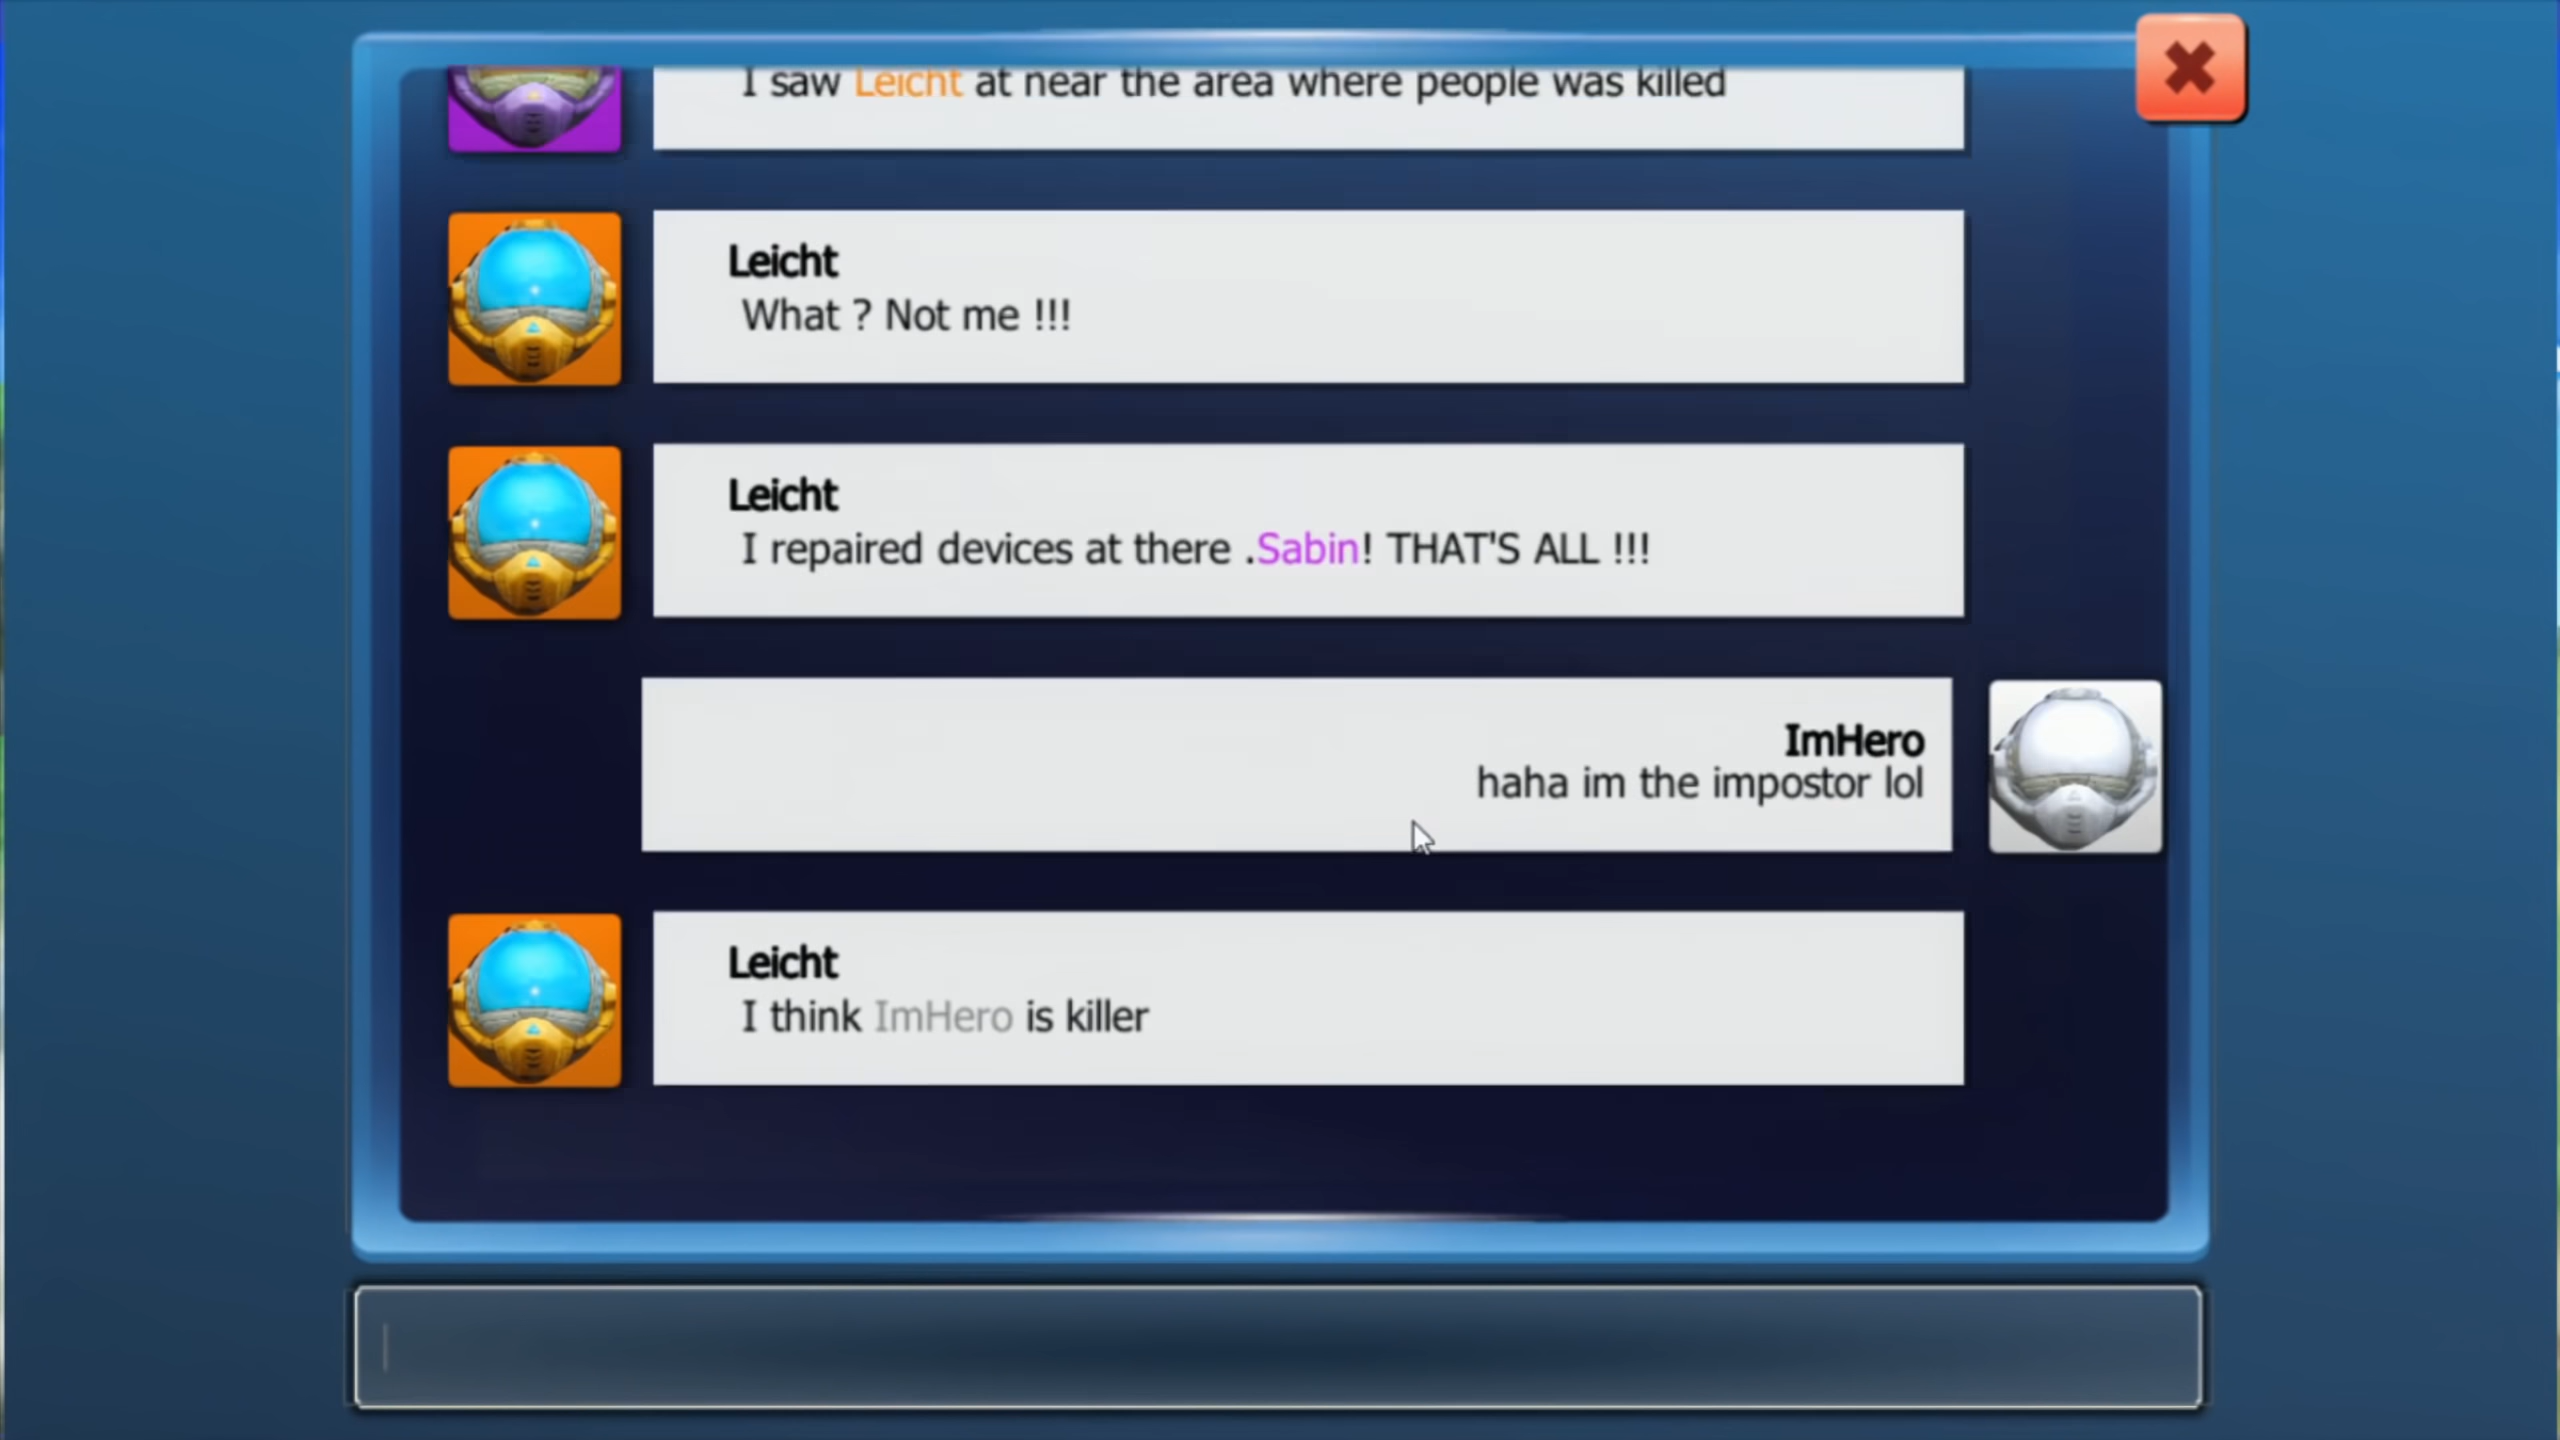 I saw Leicht at near the area where people was killed
Leicht
What ? Not me !!!
Leicht
I repaired devices at there .Sabin! THAT'S ALL !!!
ImHero
haha im the impostor lol
Leicht
I think ImHero is killer